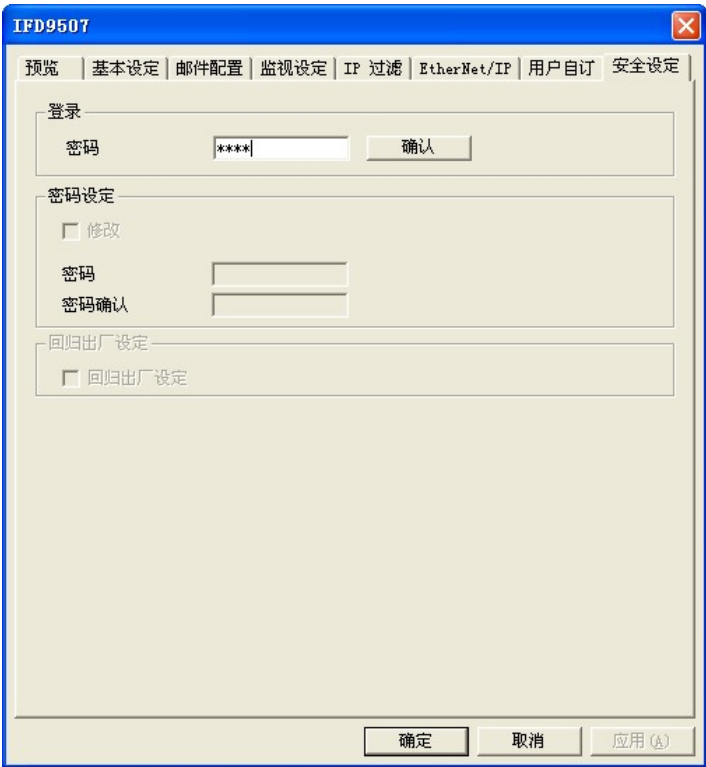 IFD9507
预览 基本设定 邮件配置 监视设定 IP 过滤 EtherNet/IP 用户自订 安全设定
登录
密码 **** 确认
密码设定
修改
密码
密码确认
回归出厂设定
回归出厂设定
确定 取消 应用(A)